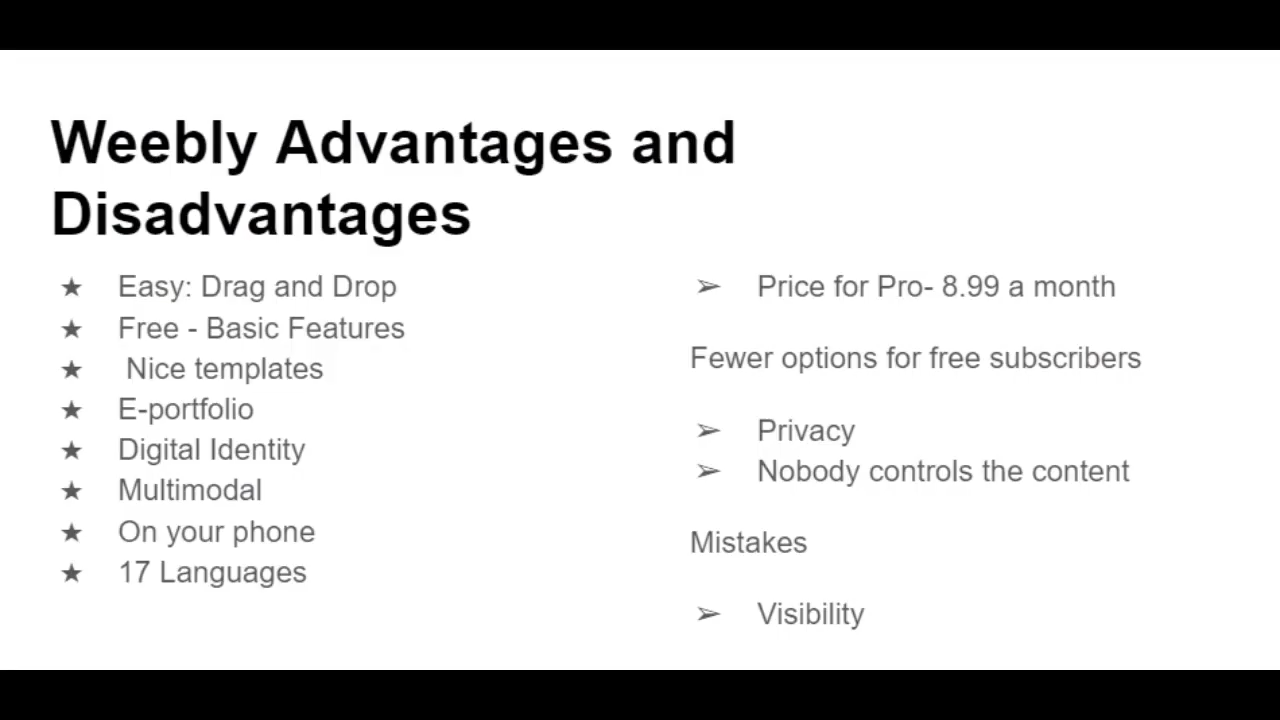 Weebly Advantages and
Disadvantages
★ Easy: Drag and Drop
★ Free - Basic Features
★ Nice templates
★ E-portfolio
★ Digital Identity
★ Multimodal
★ On your phone
★ 17 Languages
➢ Price for Pro- 8.99 a month
Fewer options for free subscribers
➢ Privacy
➢ Nobody controls the content
Mistakes
➢ Visibility